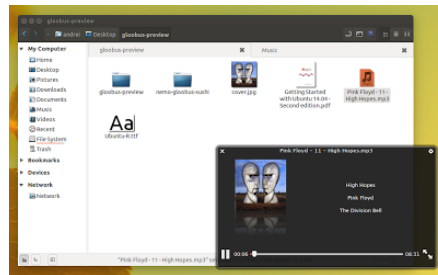 gloobus-preview
andrei
Desktop
gloobus-preview
My Computer
Home
Desktop
Pictures
Downloads
Documents
Music
Videos
Recent
File System
Trash
Bookmarks
Devices
Network
Network
gloobus-preview
Music
gloobus-preview
nemo-gloobus-sushi
cover.jpg
Getting Started
with Ubuntu 14.04 -
Second edition.pdf
Pink Floyd - 11 -
High Hopes.mp3
Aa
Ubuntu-R.ttf
Pink Floyd - 11 - High Hopes.mp3
High Hopes
Pink Floyd
The Division Bell
00:06
08:31
"Pink Floyd - 11 - High Hopes.mp3" se